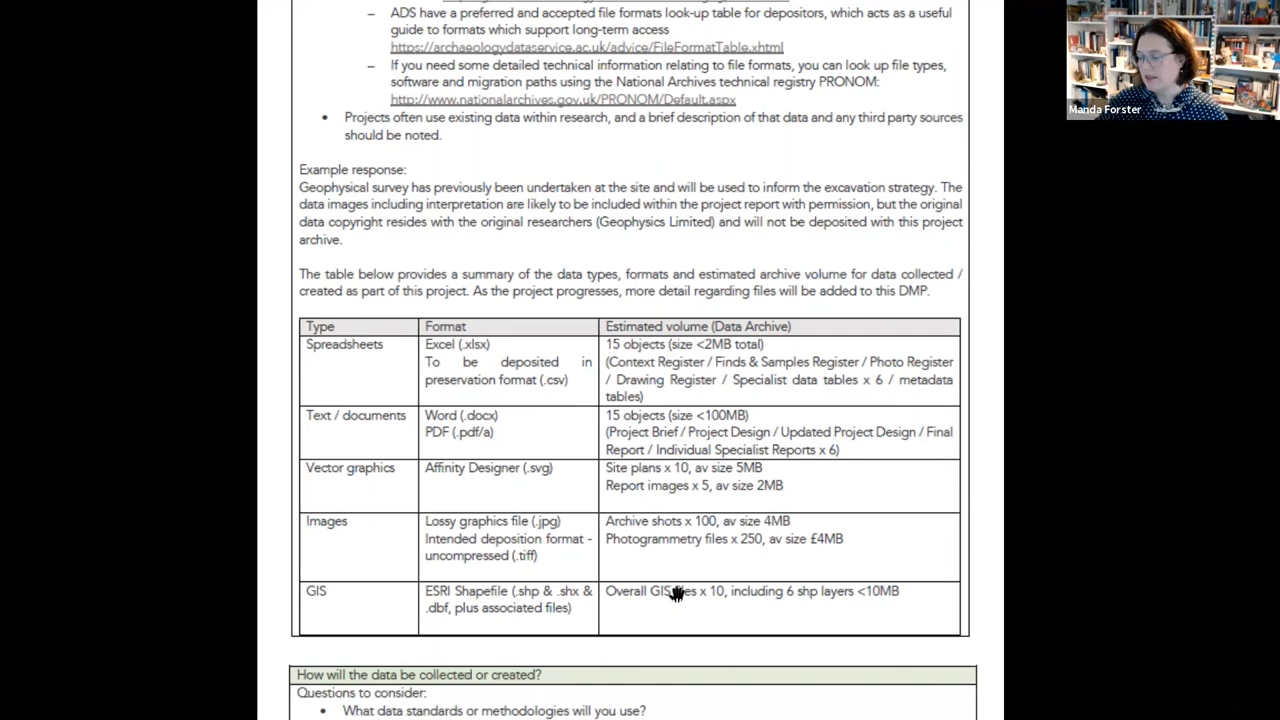 – ADS have a preferred and accepted file formats look-up table for depositors, which acts as a useful
guide to formats which support long-term access
https://archaeologydataservice.ac.uk/advice/FileFormatTable.xhtml
– If you need some detailed technical information relating to file formats, you can look up file types,
software and migration paths using the National Archives technical registry PRONOM:
http://www.nationalarchives.gov.uk/PRONOM/Default.aspx
• Projects often use existing data within research, and a brief description of that data and any third party sources
should be noted.
Manda Forster
Example response:
Geophysical survey has previously been undertaken at the site and will be used to inform the excavation strategy. The
data images including interpretation are likely to be included within the project report with permission, but the original
data copyright resides with the original researchers (Geophysics Limited) and will not be deposited with this project
archive.
The table below provides a summary of the data types, formats and estimated archive volume for data collected /
created as part of this project. As the project progresses, more detail regarding files will be added to this DMP.
Type Format Estimated volume (Data Archive)
Spreadsheets Excel (.xlsx) 15 objects (size <2MB total)
To be deposited in (Context Register / Finds & Samples Register / Photo Register
preservation format (.csv) / Drawing Register / Specialist data tables x 6 / metadata
tables)
Text / documents Word (.docx) 15 objects (size <100MB)
PDF (.pdf/a) (Project Brief / Project Design / Updated Project Design / Final
Report / Individual Specialist Reports x 6)
Vector graphics Affinity Designer (.svg) Site plans x 10, av size 5MB
Report images x 5, av size 2MB
Images Lossy graphics file (.jpg) Archive shots x 100, av size 4MB
Intended deposition format - Photogrammetry files x 250, av size £4MB
uncompressed (.tiff)
GIS ESRI Shapefile (.shp & .shx & Overall GIS x 10, including 6 shp layers <10MB
.dbf, plus associated files)
How will the data be collected or created?
Questions to consider:
• What data standards or methodologies will you use?